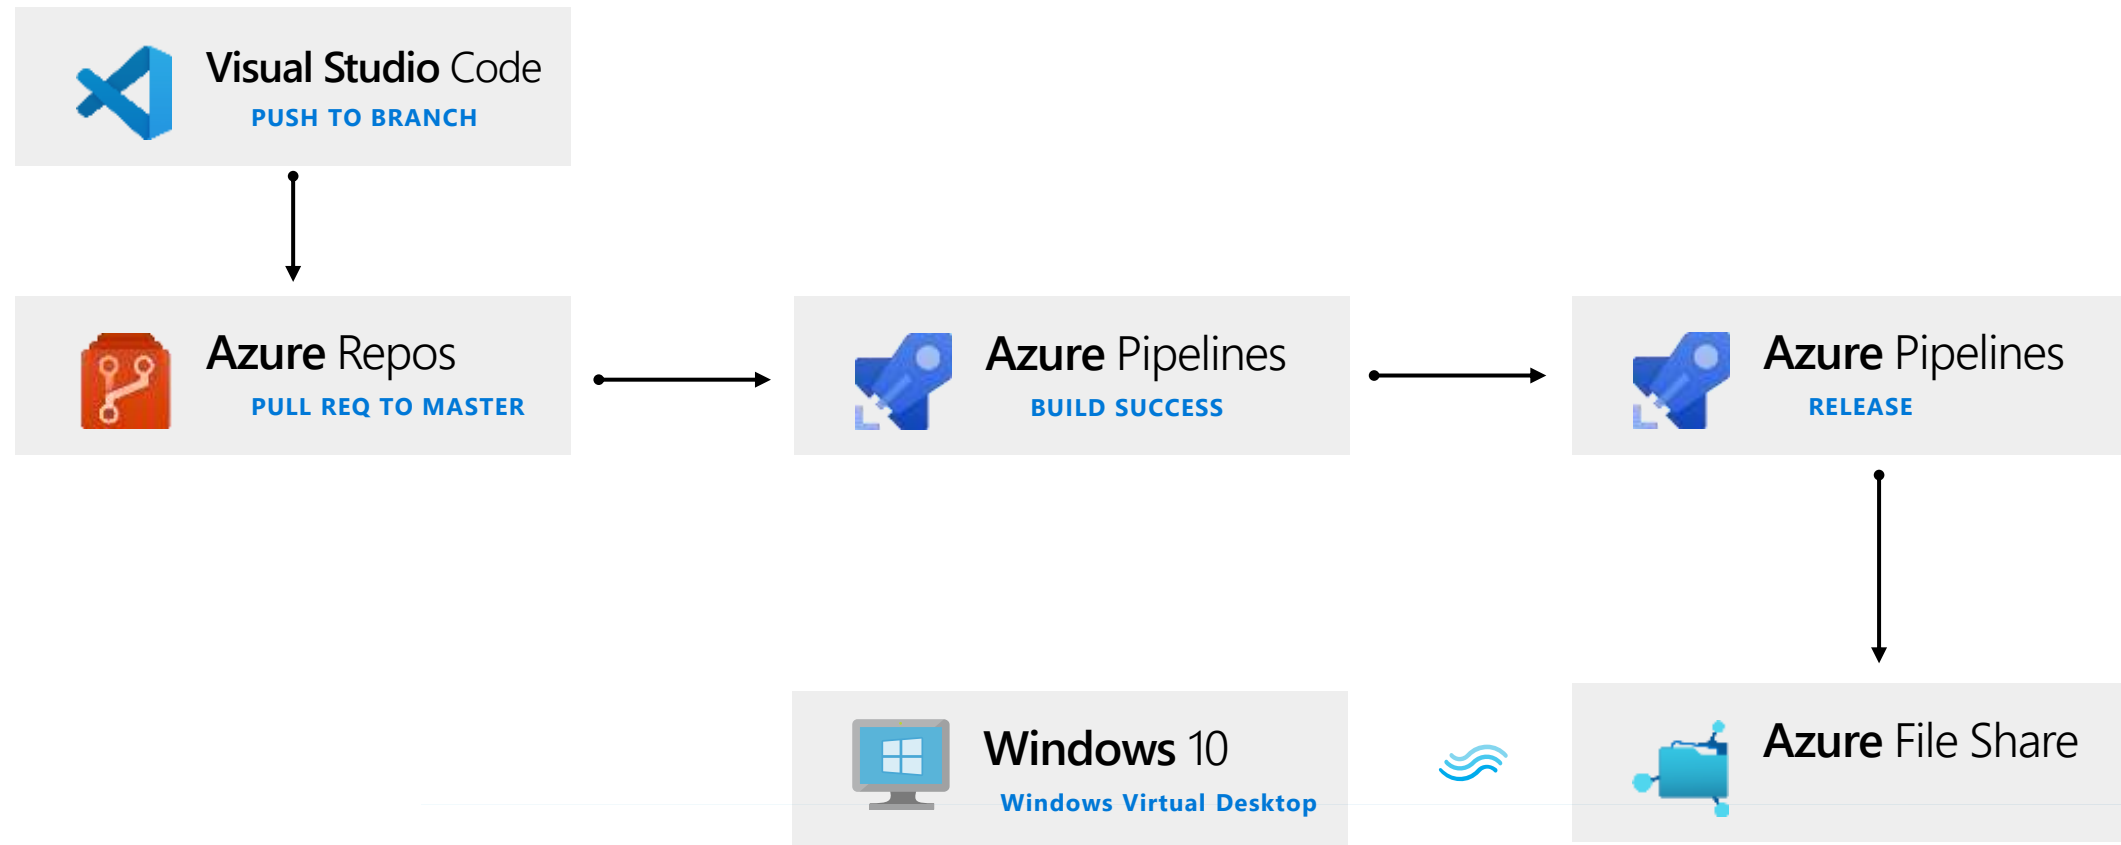 Visual Studio Code
PUSH TO BRANCH
Azure Repos
PULL REQ TO MASTER
Azure Pipelines
BUILD SUCCESS
Azure Pipelines
RELEASE
Windows 10
Windows Virtual Desktop
Azure File Share